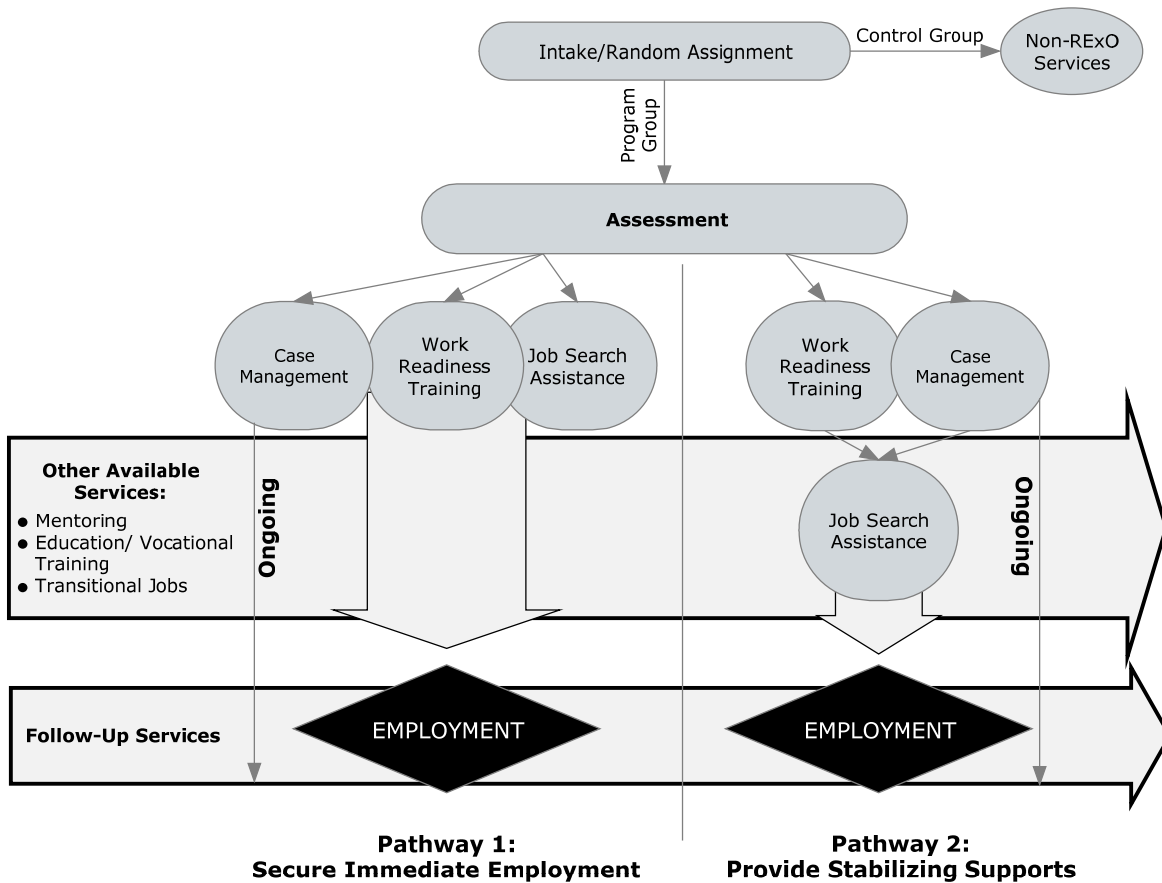 Intake/Random Assignment
Control Group
Non-RExO
Services
Program
Group
Assessment
Case
Management
Work
Readiness
Training
Job Search
Assistance
Work
Readiness
Training
Case
Management
Other Available
Services:
● Mentoring
● Education/ Vocational
Training
● Transitional Jobs
Ongoing
Job Search
Assistance
Ongoing
Follow-Up Services
EMPLOYMENT
EMPLOYMENT
Pathway 1:
Secure Immediate Employment
Pathway 2:
Provide Stabilizing Supports